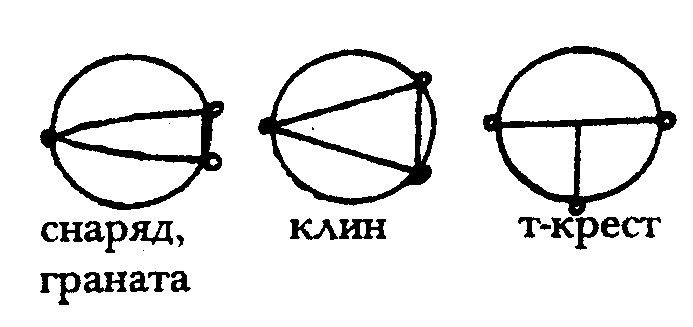 снаряд,
граната
клин
т-крест